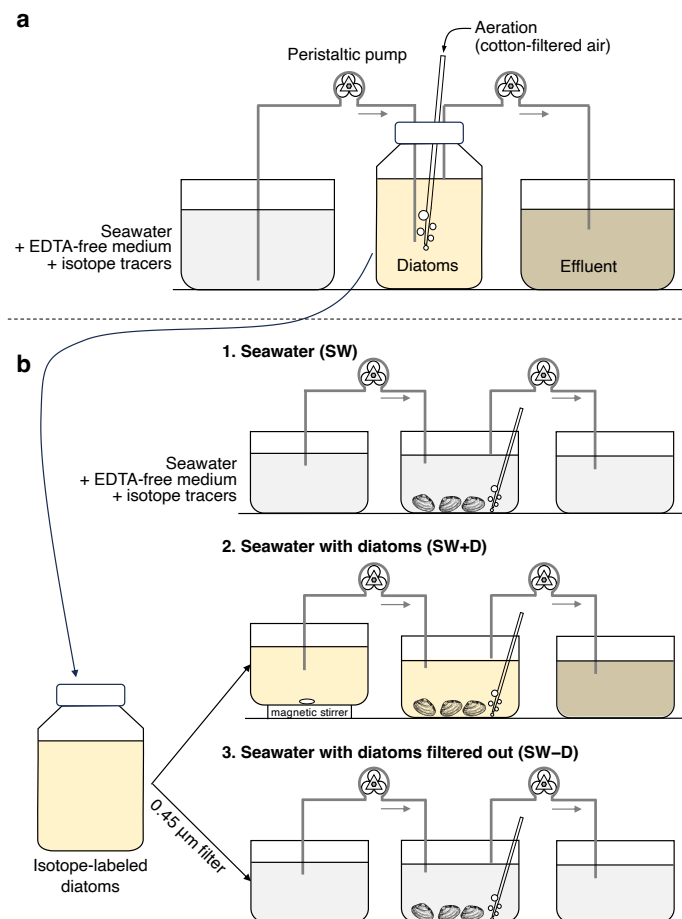 a
Aeration
(cotton-filtered air)
Peristaltic pump
Seawater
+ EDTA-free medium
+ isotope tracers
Diatoms
Effluent
b
1. Seawater (SW)
Seawater
+ EDTA-free medium
+ isotope tracers
2. Seawater with diatoms (SW+D)
magnetic stirrer
3. Seawater with diatoms filtered out (SW–D)
0.45 µm filter
Isotope-labeled
diatoms